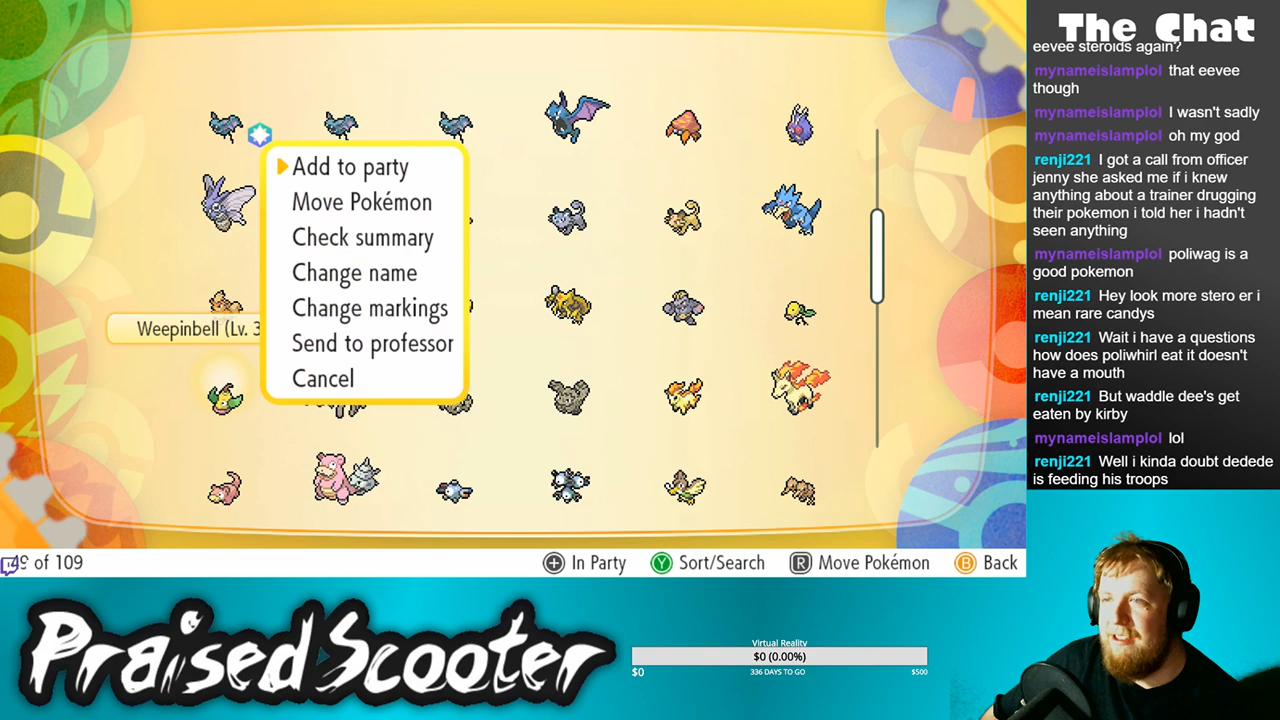 The Chat
eevee steroids again?
mynameislamplol that eevee
though
mynameislamplol I wasn't sadly
mynameislamplol oh my god
renji221 I got a call from officer
jenny she asked me if i knew
anything about a trainer drugging
their pokemon i told her i hadn't
seen anything
mynameislamplol poliwag is a
good pokemon
renji221 Hey look more stero er i
mean rare candys
renji221 Wait i have a questions
how does poliwhirl eat it doesn't
have a mouth
renji221 But waddle dee's get
eaten by kirby
mynameislamplol lol
renji221 Well i kinda doubt dedede
is feeding his troops
Add to party
Move Pokémon
Check summary
Change name
Change markings
Send to professor
Cancel
Weepinbell (Lv. 3
49 of 109
In Party
Y Sort/Search
R Move Pokémon
B Back
PraisedScooter
Virtual Reality
$0 (0.00%)
$0 336 DAYS TO GO $500